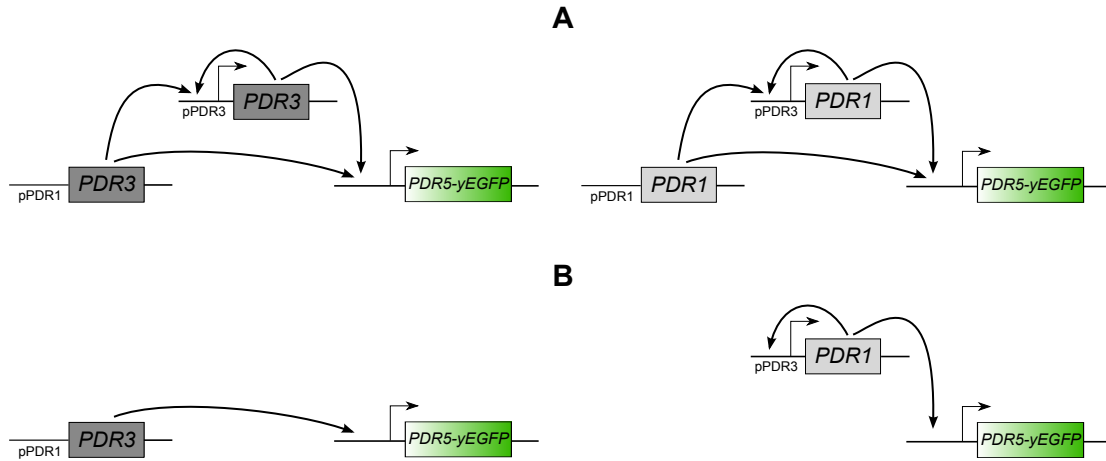 A
pPDR3 PDR3
pPDR3 PDR1
pPDR1 PDR3
PDR5-yEGFP
pPDR1 PDR1
PDR5-yEGFP
B
pPDR3 PDR1
pPDR1 PDR3
PDR5-yEGFP
PDR5-yEGFP